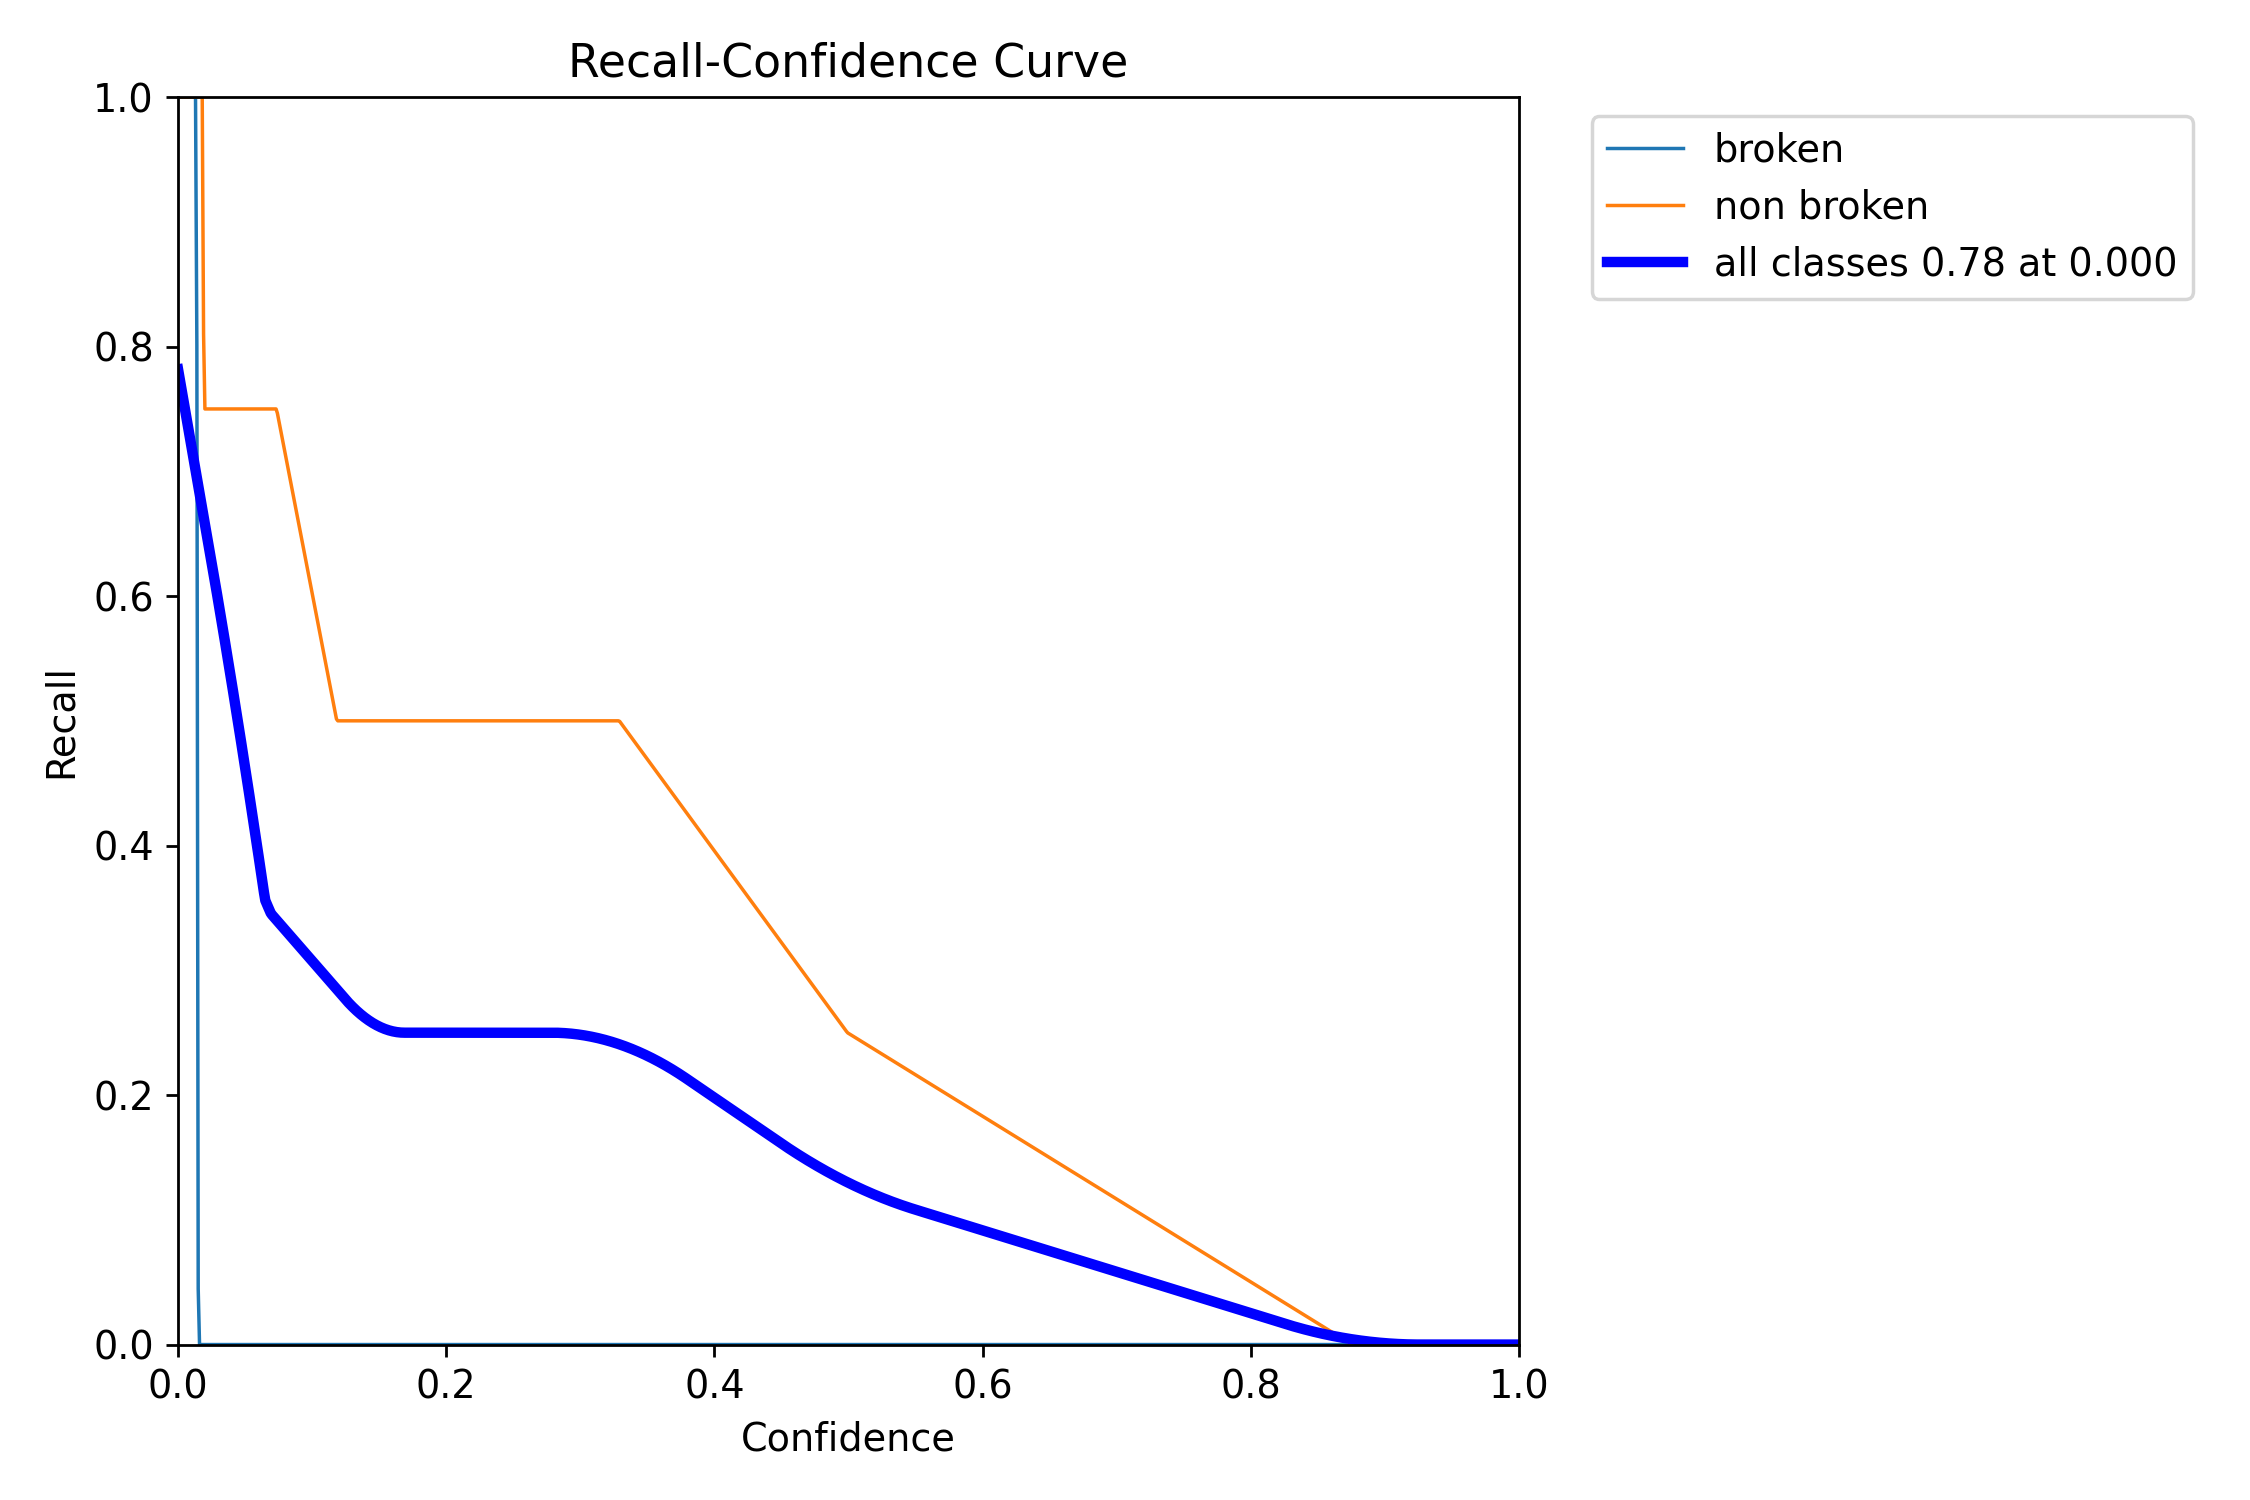 Recall-Confidence Curve
1.0
0.8
0.6
0.4
0.2
0.0
Recall
0.0 0.2 0.4 0.6 0.8 1.0
Confidence
broken
non broken
all classes 0.78 at 0.000